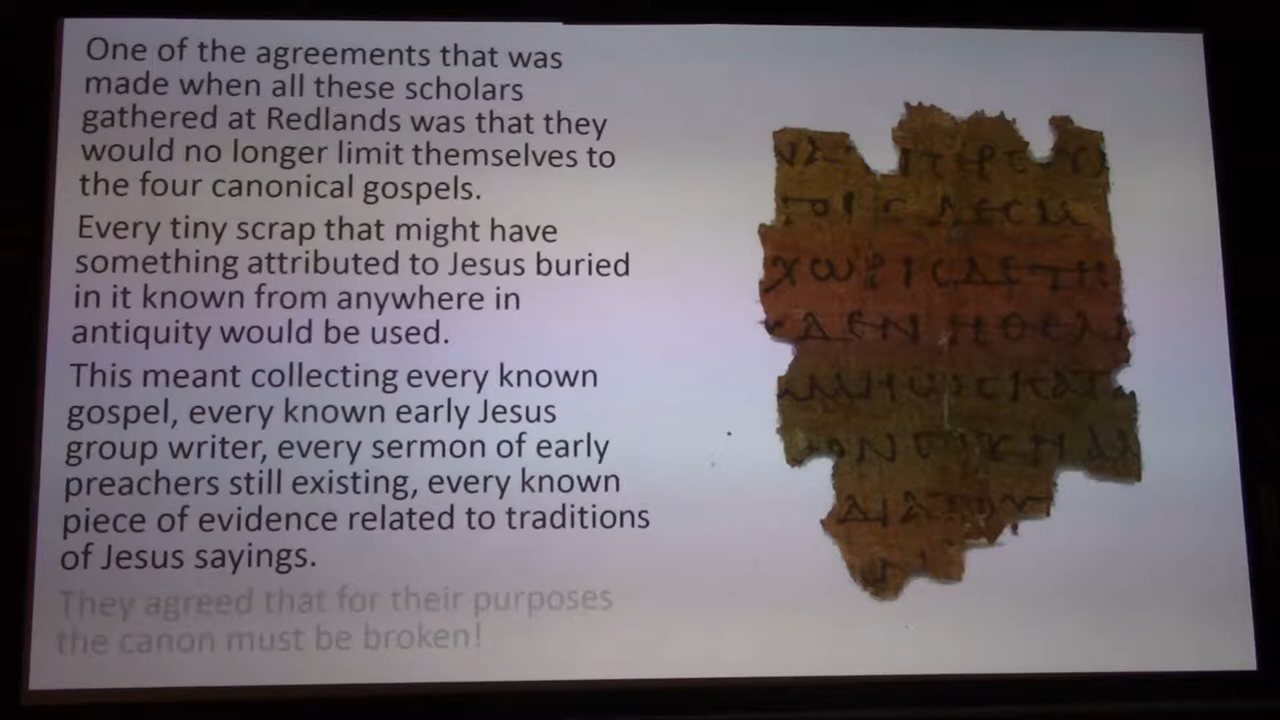 One of the agreements that was
made when all these scholars
gathered at Redlands was that they
would no longer limit themselves to
the four canonical gospels.
Every tiny scrap that might have
something attributed to Jesus buried
in it known from anywhere in
antiquity would be used.
This meant collecting every known
gospel, every known early Jesus
group writer, every sermon of early
preachers still existing, every known
piece of evidence related to traditions
of Jesus sayings.
They agreed that for their purposes
the canon must be broken!
ΧωΡΙCΔΕΤΗ
ΔΕΝ ΗΘΕΛ